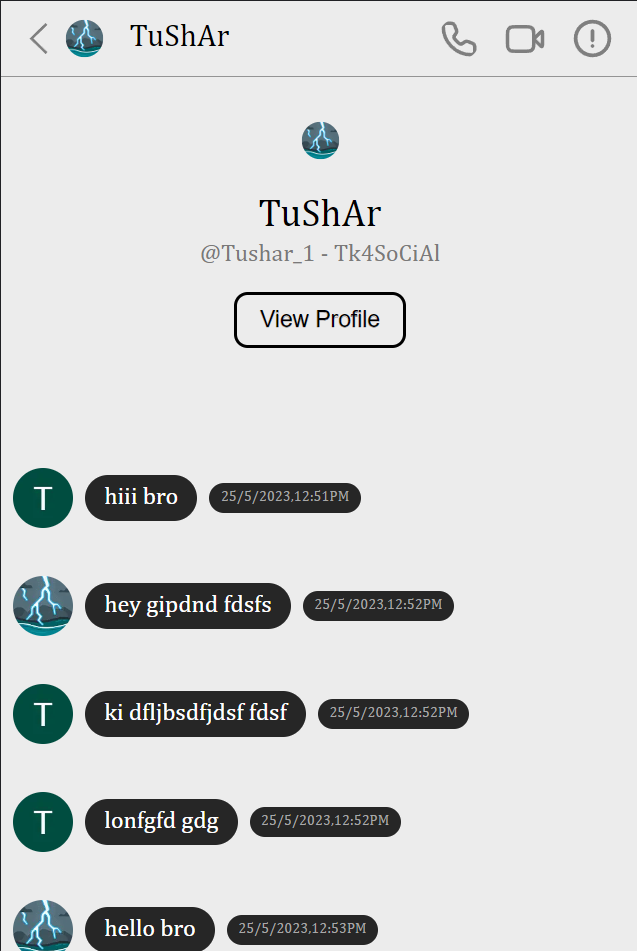 TuShAr
TuShAr
@Tushar_1 - Tk4SoCiAl
View Profile
T hiii bro 25/5/2023,12:51PM
hey gipdnd fdsfs 25/5/2023,12:52PM
T ki dfljbsdfjdsf fdsf 25/5/2023,12:52PM
T lonfgfd gdg 25/5/2023,12:52PM
hello bro 25/5/2023,12:53PM